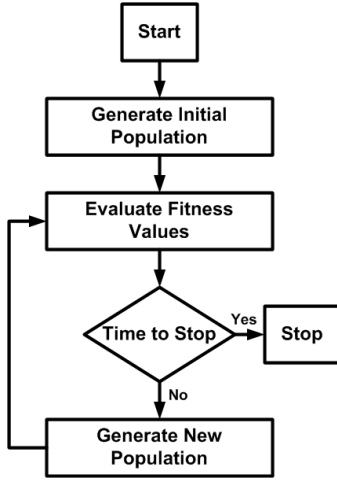 Start
Generate Initial
Population
Evaluate Fitness
Values
Time to Stop
Yes
Stop
No
Generate New
Population